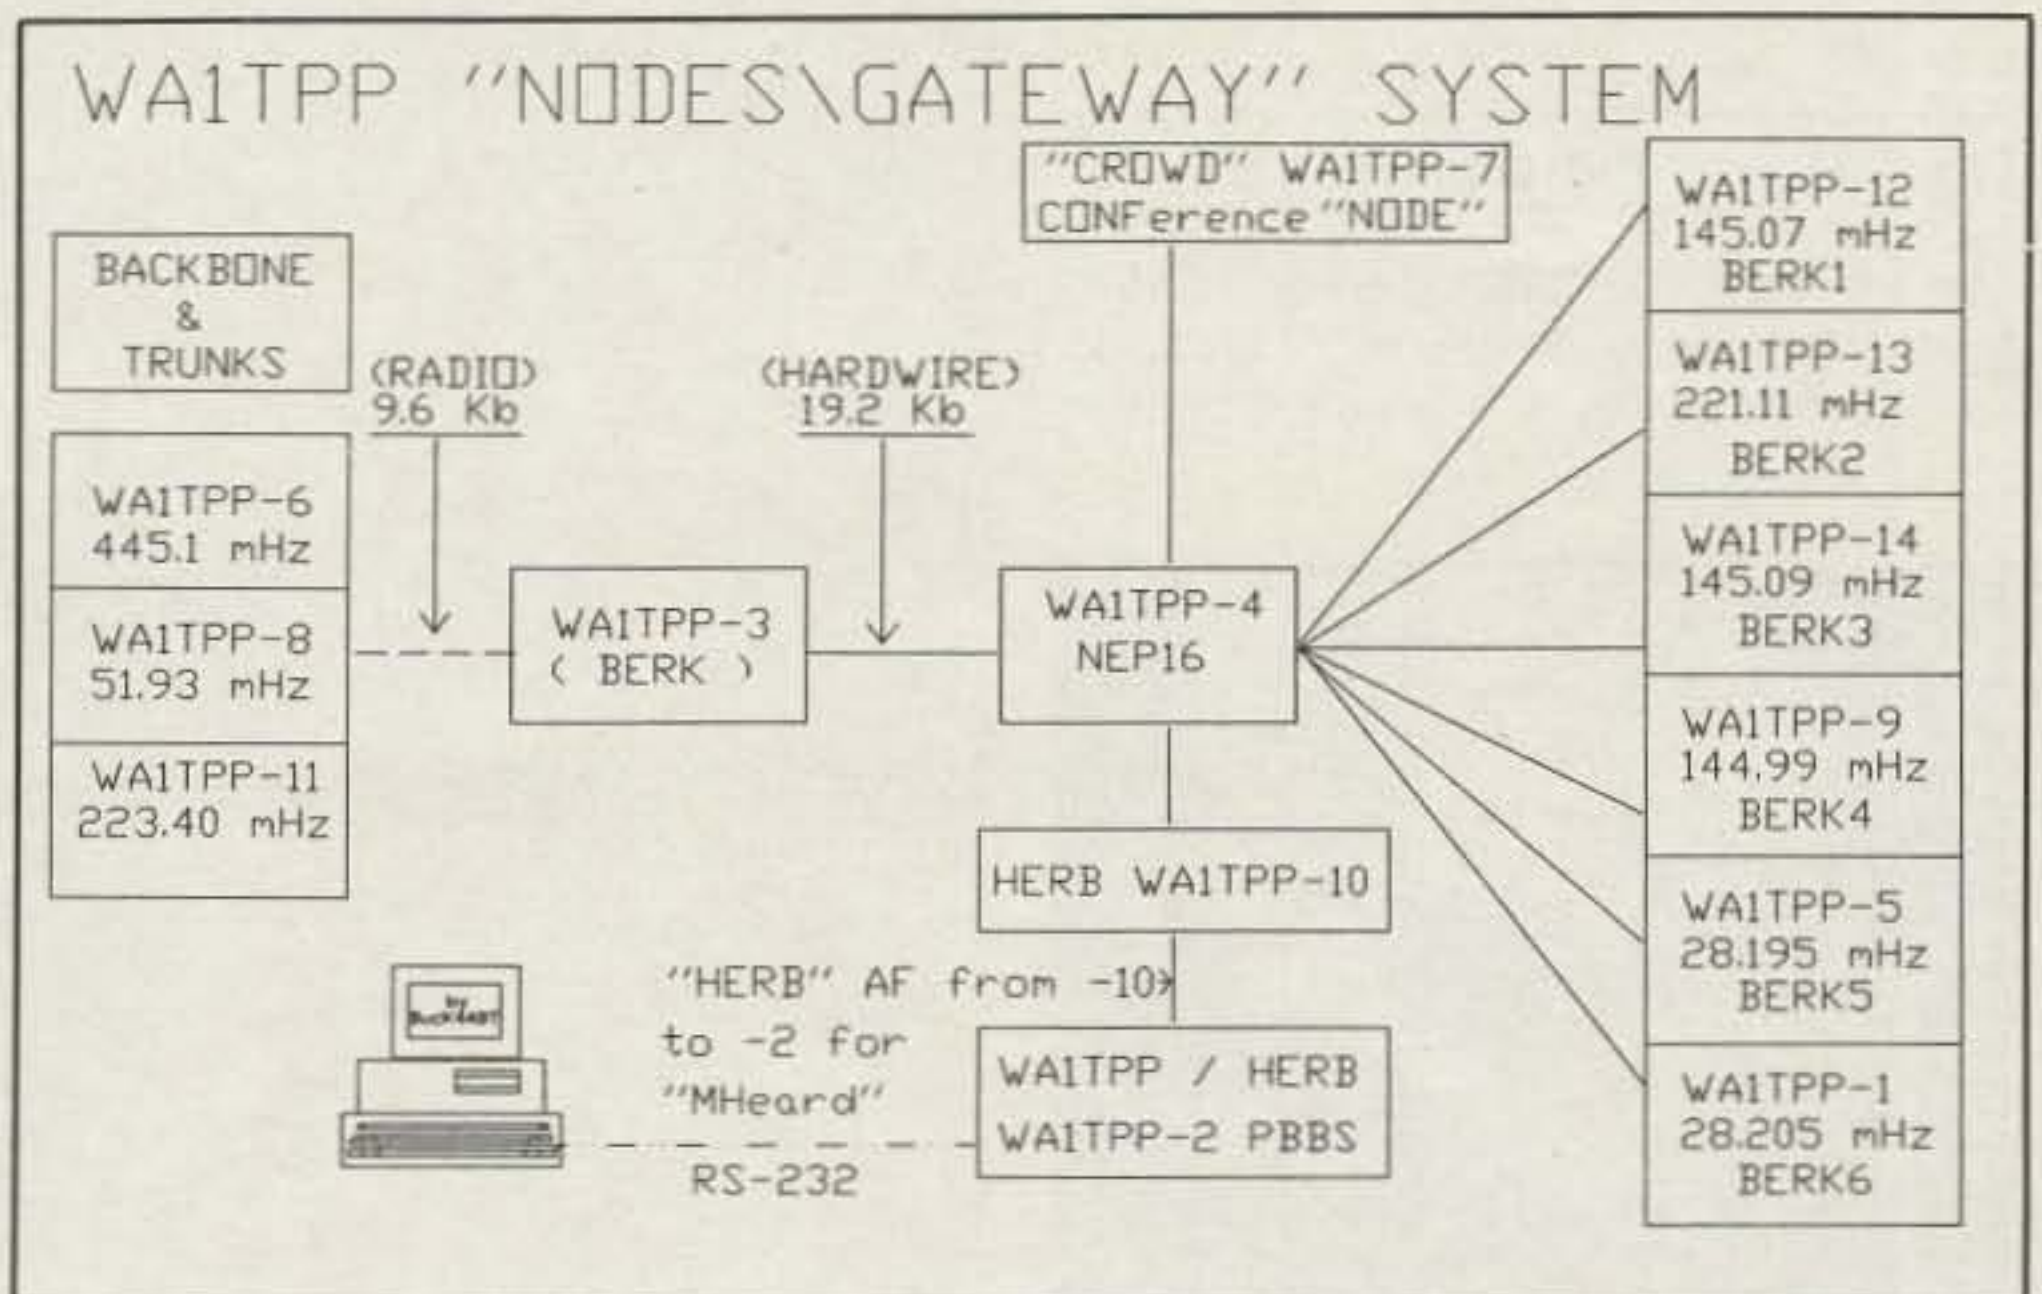 WA1TPP "NODES\GATEWAY" SYSTEM
"CROWD" WA1TPP-7
CONFerence "NODE"
BACKBONE
&
TRUNKS
(RADIO)
9.6 Kb
(HARDWIRE)
19.2 Kb
WA1TPP-6
445.1 mHz
WA1TPP-8
51.93 mHz
WA1TPP-11
223.40 mHz
WA1TPP-3
( BERK )
WA1TPP-4
NEP16
WA1TPP-12
145.07 mHz
BERK1
WA1TPP-13
221.11 mHz
BERK2
WA1TPP-14
145.09 mHz
BERK3
WA1TPP-9
144.99 mHz
BERK4
WA1TPP-5
28.195 mHz
BERK5
WA1TPP-1
28.205 mHz
BERK6
HERB WA1TPP-10
"HERB" AF from -10>
to -2 for
"MHeard"
RS-232
WA1TPP / HERB
WA1TPP-2 PBBS
by